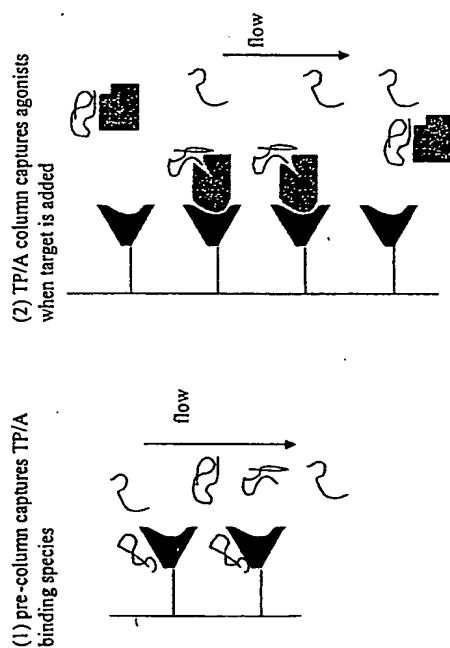 (1) pre-column captures TP/A
binding species
flow
(2) TP/A column captures agonists
when target is added
flow